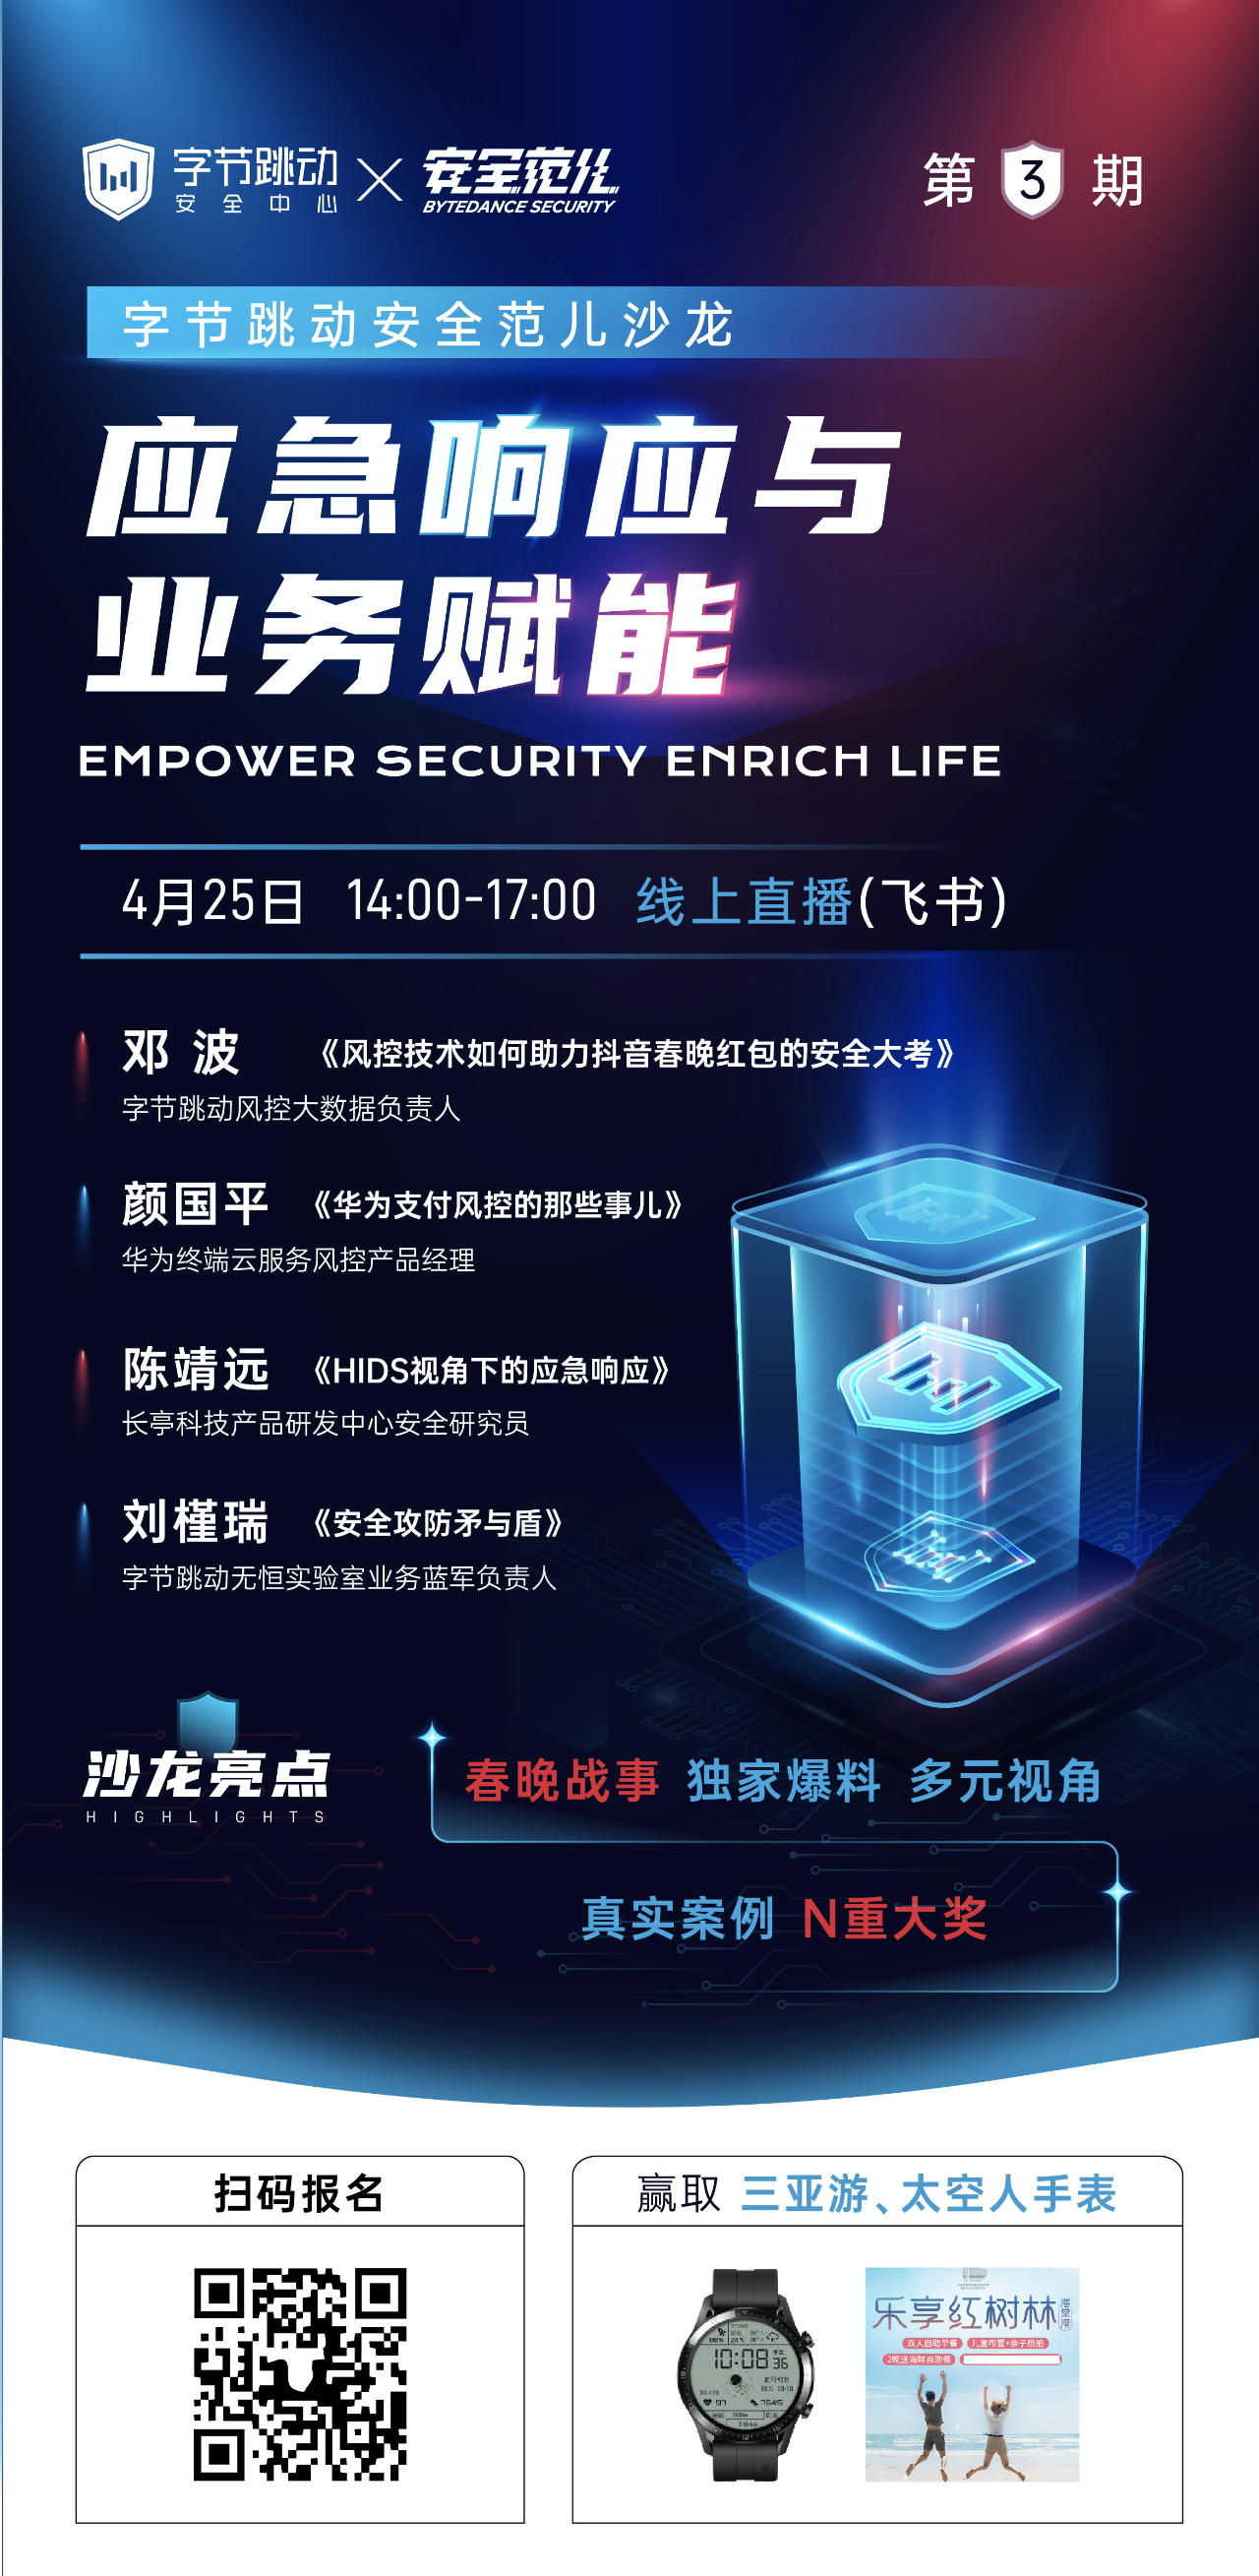 字节跳动
安全中心
安全范儿
BYTEDANCE SECURITY
第 3 期
字节跳动安全范儿沙龙
应急响应与
业务赋能
EMPOWER SECURITY ENRICH LIFE
4月25日 14:00-17:00 线上直播(飞书)
邓 波 《风控技术如何助力抖音春晚红包的安全大考》
字节跳动风控大数据负责人
颜国平 《华为支付风控的那些事儿》
华为终端云服务风控产品经理
陈靖远 《HIDS视角下的应急响应》
长亭科技产品研发中心安全研究员
刘槿瑞 《安全攻防矛与盾》
字节跳动无恒实验室业务蓝军负责人
沙龙亮点
HIGHLIGHTS
春晚战事 独家爆料 多元视角
真实案例 N重大奖
扫码报名
赢取 三亚游、太空人手表
10:08 36
97 7645
乐享红树林
双人自助早餐 儿童布置+亲子旅拍
2晚送海鲜自助餐